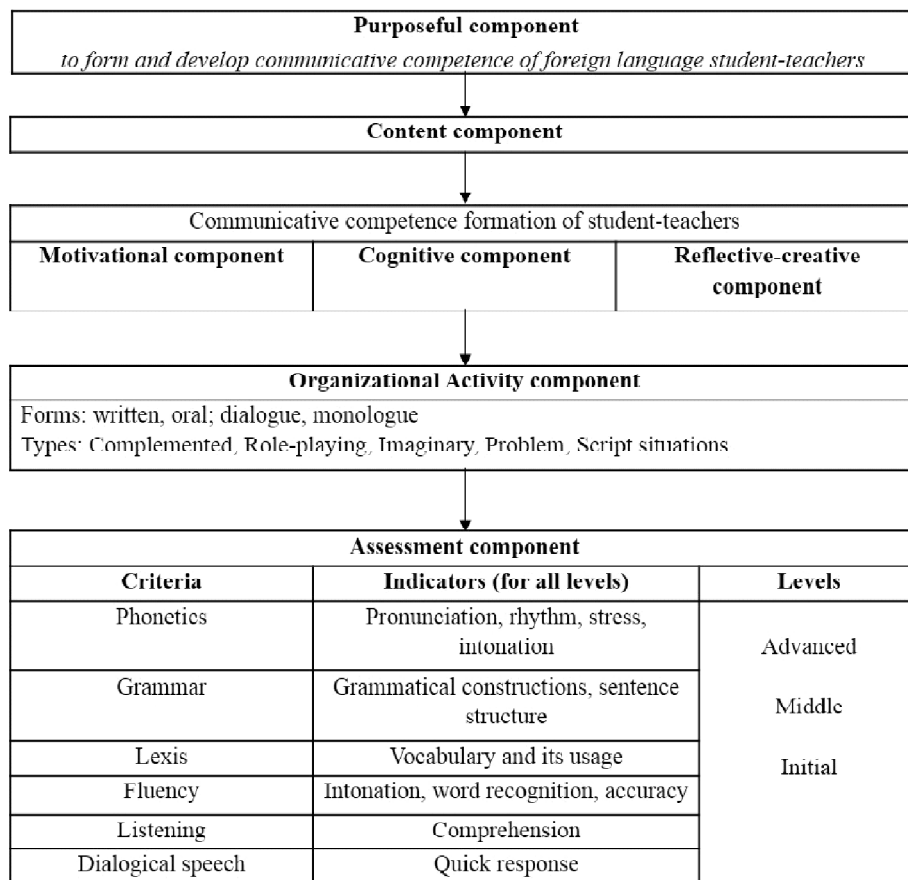 Purposeful component
to form and develop communicative competence of foreign language student-teachers
Content component
Communicative competence formation of student-teachers
Motivational component
Cognitive component
Reflective-creative
component
Organizational Activity component
Forms: written, oral; dialogue, monologue
Types: Complemented, Role-playing, Imaginary, Problem, Script situations
Assessment component
Criteria
Indicators (for all levels)
Levels
Phonetics
Pronunciation, rhythm, stress,
intonation
Grammar
Grammatical constructions, sentence
structure
Lexis
Vocabulary and its usage
Fluency
Intonation, word recognition, accuracy
Listening
Comprehension
Dialogical speech
Quick response
Advanced
Middle
Initial